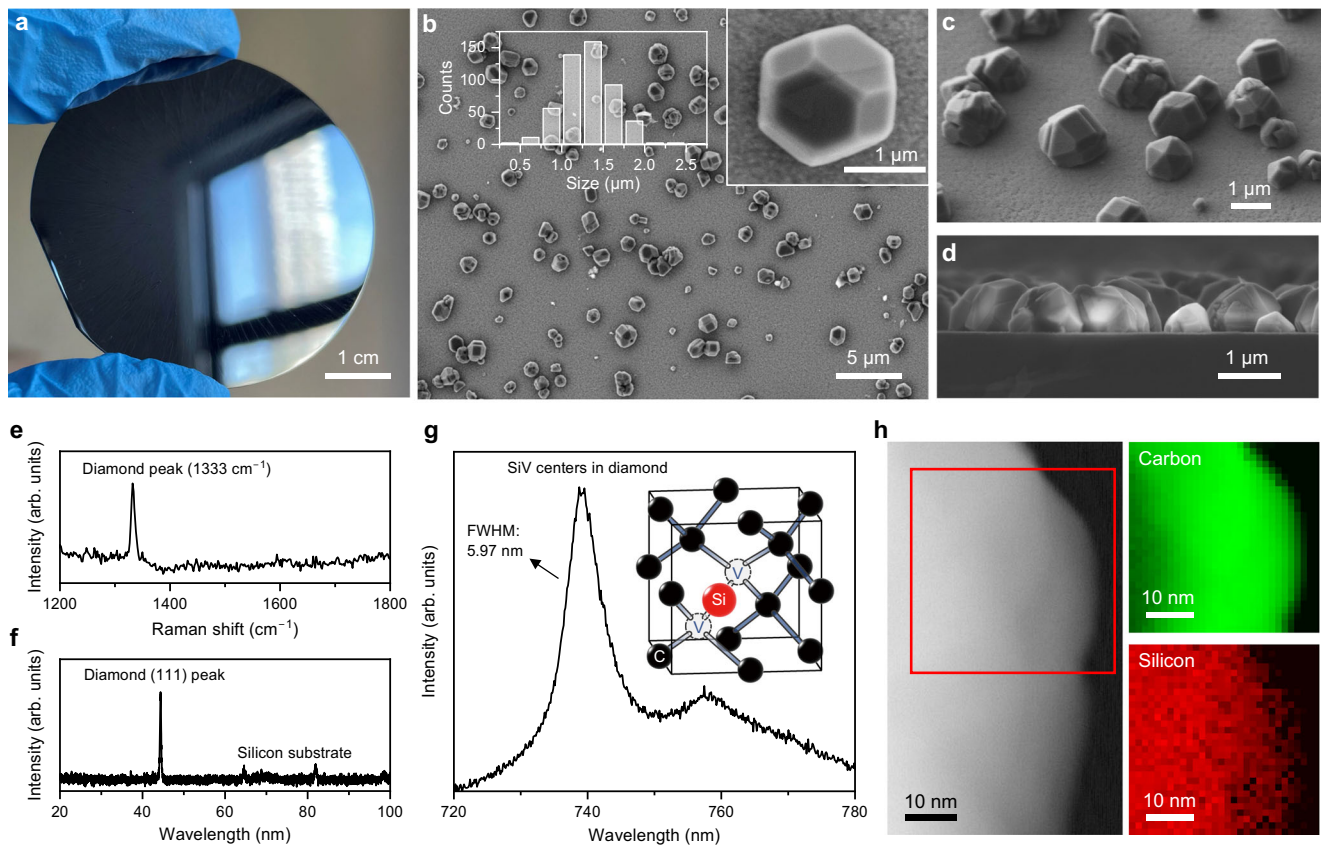 a
1 cm
b
150
100
50
0
Counts
0.5 1.0 1.5 2.0 2.5
Size (μm)
1 μm
5 μm
c
1 μm
d
1 μm
e
Diamond peak (1333 cm⁻¹)
Intensity (arb. units)
1200 1400 1600 1800
Raman shift (cm⁻¹)
f
Diamond (111) peak
Silicon substrate
Intensity (arb. units)
20 40 60 80 100
Wavelength (nm)
g
SiV centers in diamond
FWHM:
5.97 nm
V
Si
V
C
Intensity (arb. units)
720 740 760 780
Wavelength (nm)
h
10 nm
Carbon
10 nm
Silicon
10 nm